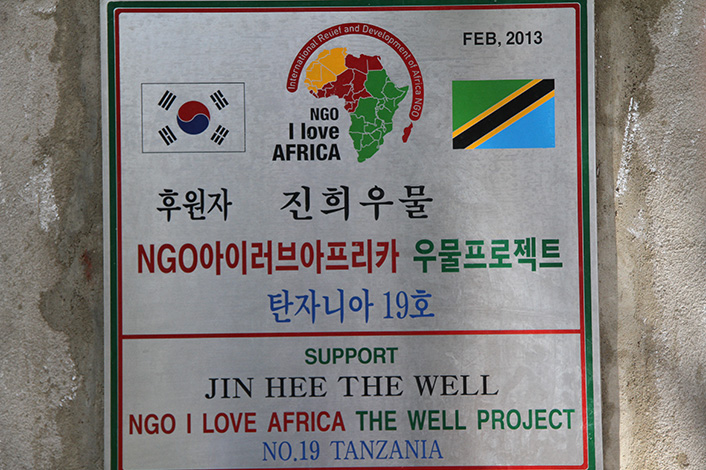 FEB, 2013
International Relief and Development of Africa NGO
NGO
I love
AFRICA
후원자 진희우물
NGO아이러브아프리카 우물프로젝트
탄자니아 19호
SUPPORT
JIN HEE THE WELL
NGO I LOVE AFRICA THE WELL PROJECT
NO.19 TANZANIA